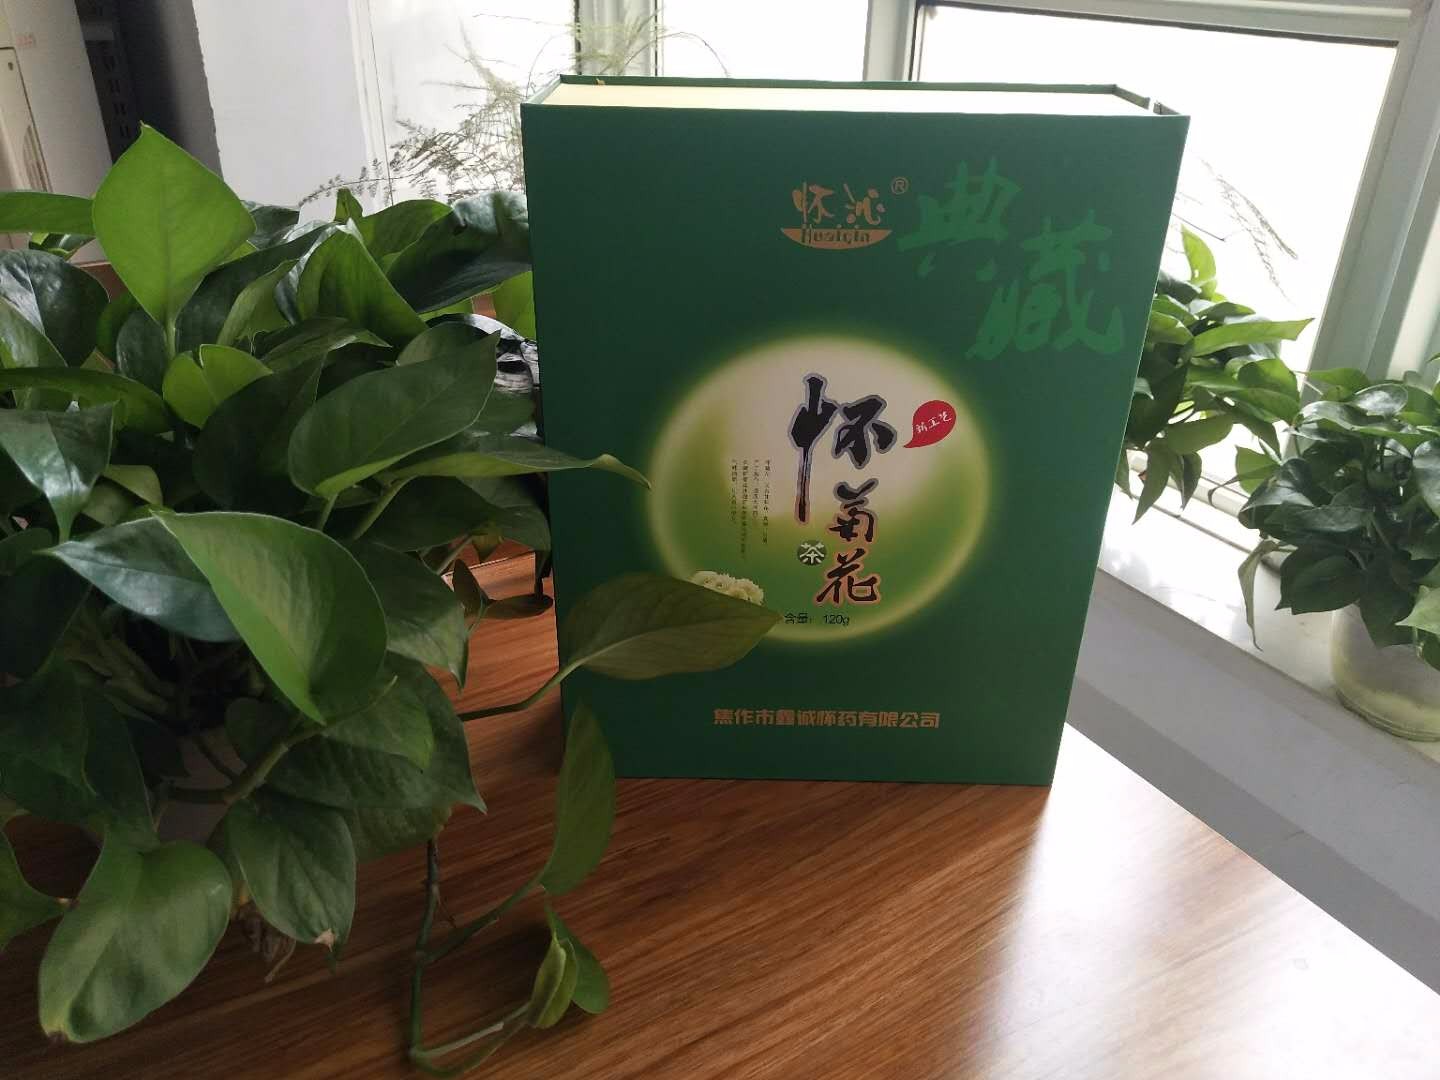 怀沁®
Huaiqin
典藏
怀菊花
茶
新工艺
含量：120g
焦作市鑫诚怀药有限公司